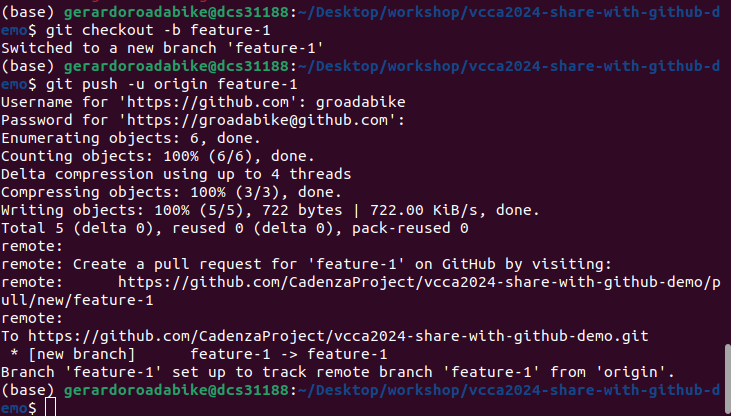 (base) gerardoroadabike@dcs31188:~/Desktop/workshop/vcca2024-share-with-github-d
emo$ git checkout -b feature-1
Switched to a new branch 'feature-1'
(base) gerardoroadabike@dcs31188:~/Desktop/workshop/vcca2024-share-with-github-d
emo$ git push -u origin feature-1
Username for 'https://github.com': groadabike
Password for 'https://groadabike@github.com':
Enumerating objects: 6, done.
Counting objects: 100% (6/6), done.
Delta compression using up to 4 threads
Compressing objects: 100% (3/3), done.
Writing objects: 100% (5/5), 722 bytes | 722.00 KiB/s, done.
Total 5 (delta 0), reused 0 (delta 0), pack-reused 0
remote:
remote: Create a pull request for 'feature-1' on GitHub by visiting:
remote:      https://github.com/CadenzaProject/vcca2024-share-with-github-demo/p
ull/new/feature-1
remote:
To https://github.com/CadenzaProject/vcca2024-share-with-github-demo.git
 * [new branch]      feature-1 -> feature-1
Branch 'feature-1' set up to track remote branch 'feature-1' from 'origin'.
(base) gerardoroadabike@dcs31188:~/Desktop/workshop/vcca2024-share-with-github-d
emo$